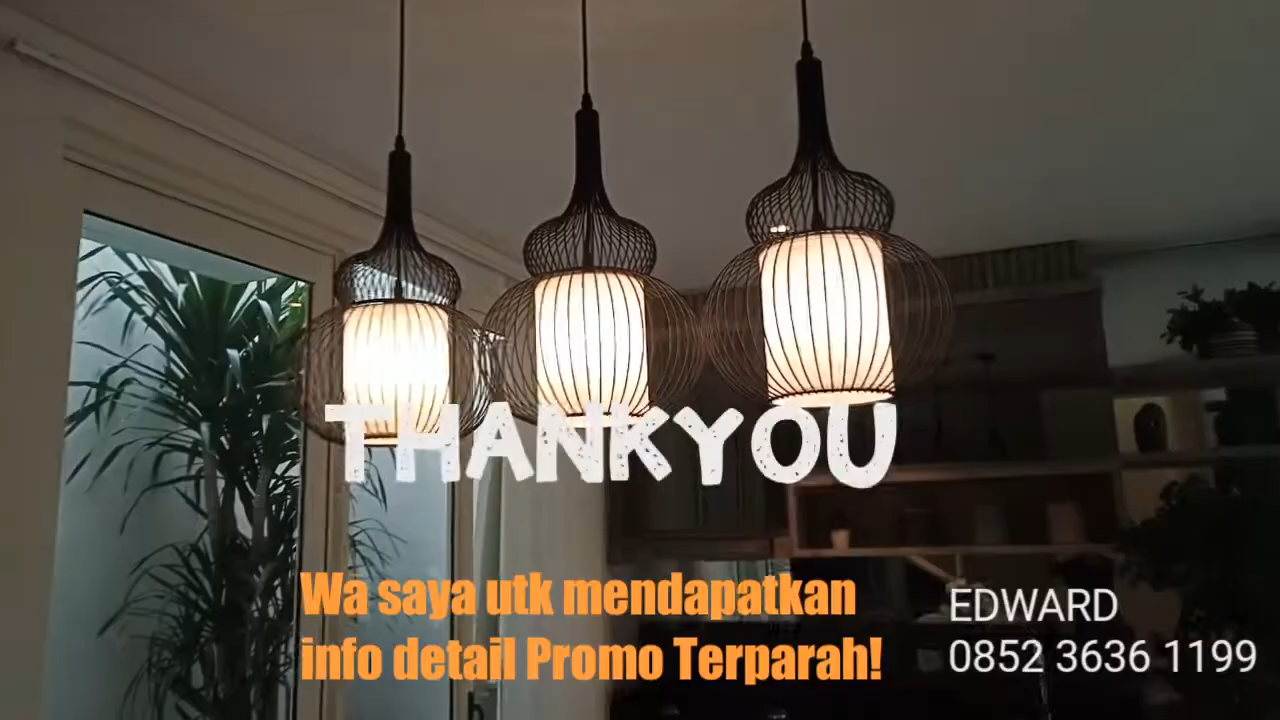 THANKYOU
Wa saya utk mendapatkan
info detail Promo Terparah!
EDWARD
0852 3636 1199